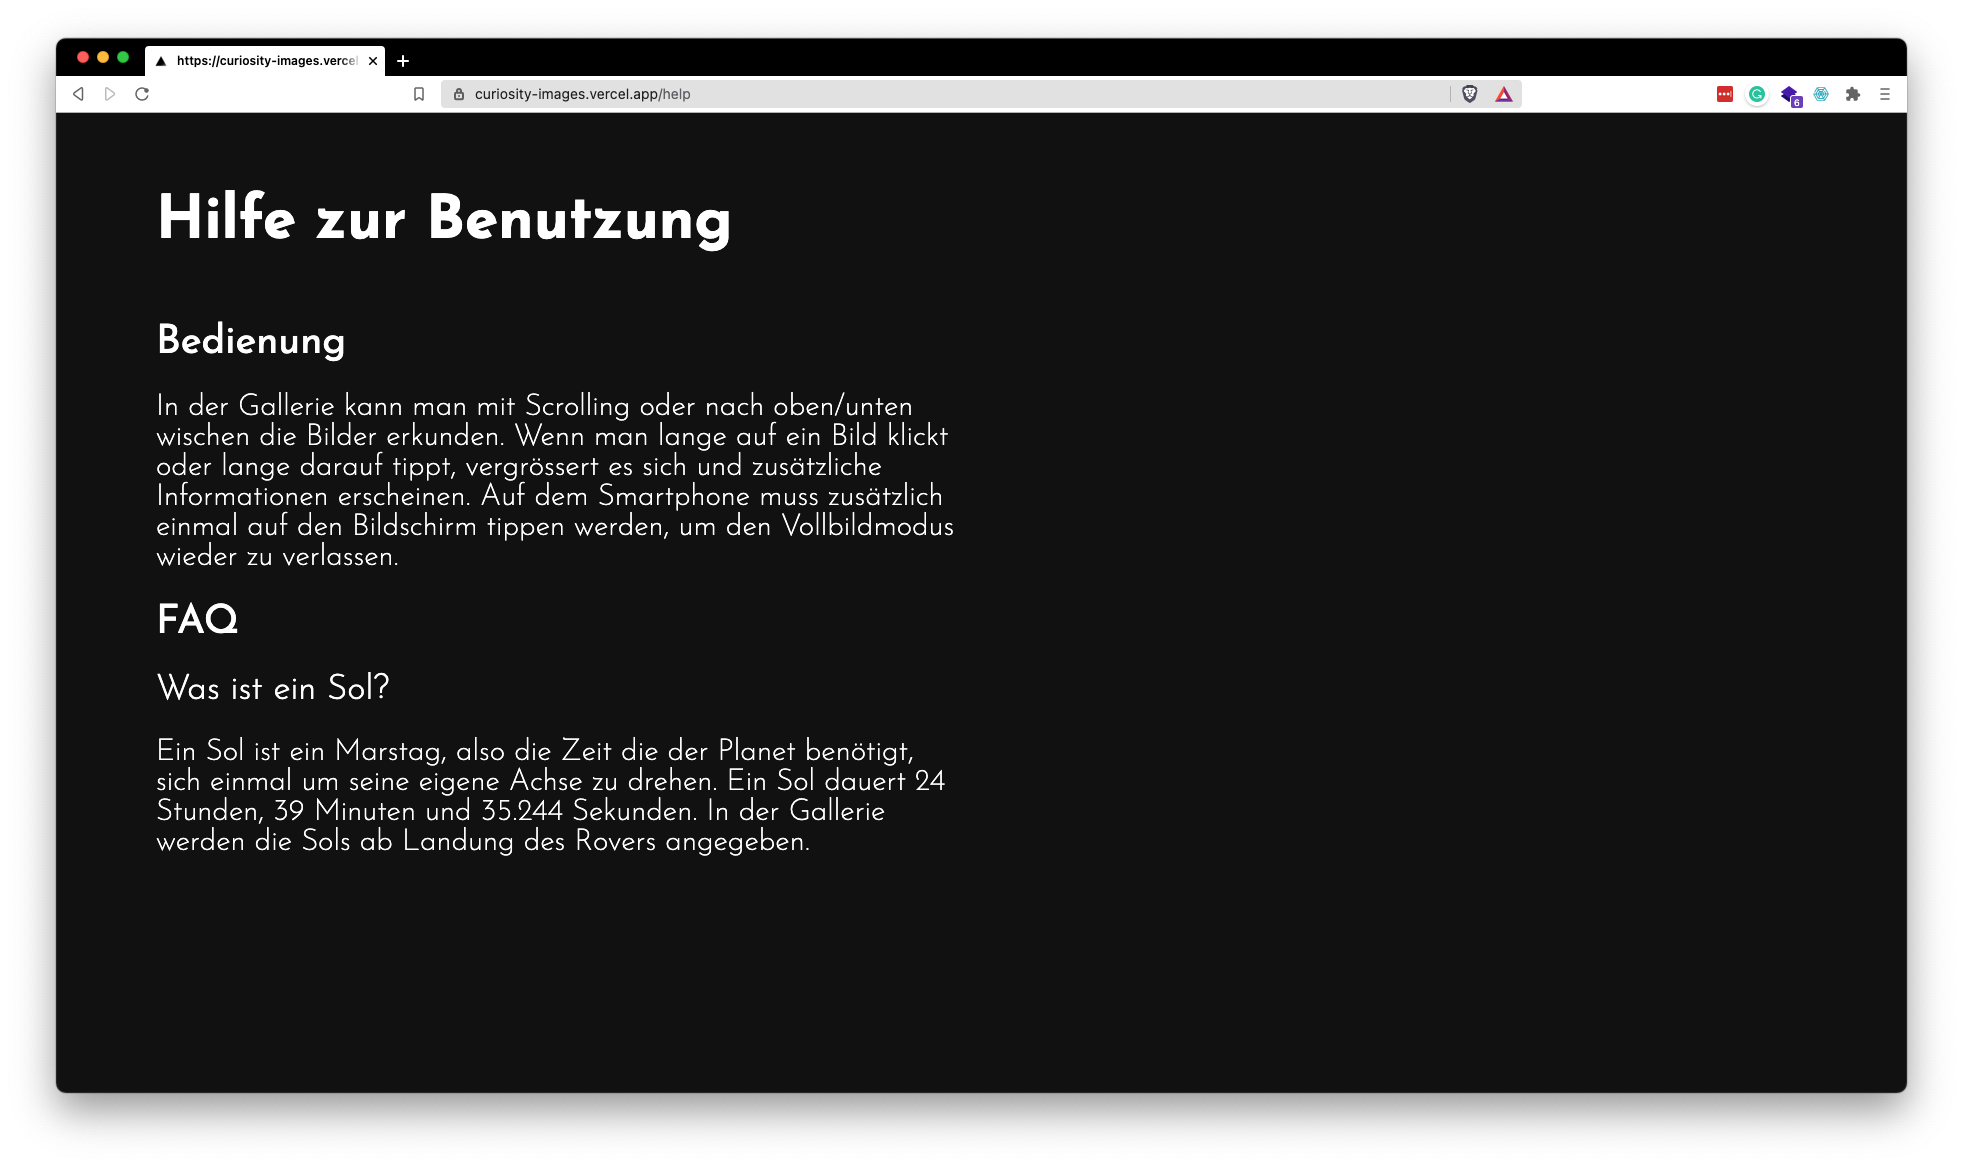 https://curiosity-images.vercel
curiosity-images.vercel.app/help
6
Hilfe zur Benutzung
Bedienung
In der Gallerie kann man mit Scrolling oder nach oben/unten
wischen die Bilder erkunden. Wenn man lange auf ein Bild klickt
oder lange darauf tippt, vergrössert es sich und zusätzliche
Informationen erscheinen. Auf dem Smartphone muss zusätzlich
einmal auf den Bildschirm tippen werden, um den Vollbildmodus
wieder zu verlassen.
FAQ
Was ist ein Sol?
Ein Sol ist ein Marstag, also die Zeit die der Planet benötigt,
sich einmal um seine eigene Achse zu drehen. Ein Sol dauert 24
Stunden, 39 Minuten und 35.244 Sekunden. In der Gallerie
werden die Sols ab Landung des Rovers angegeben.